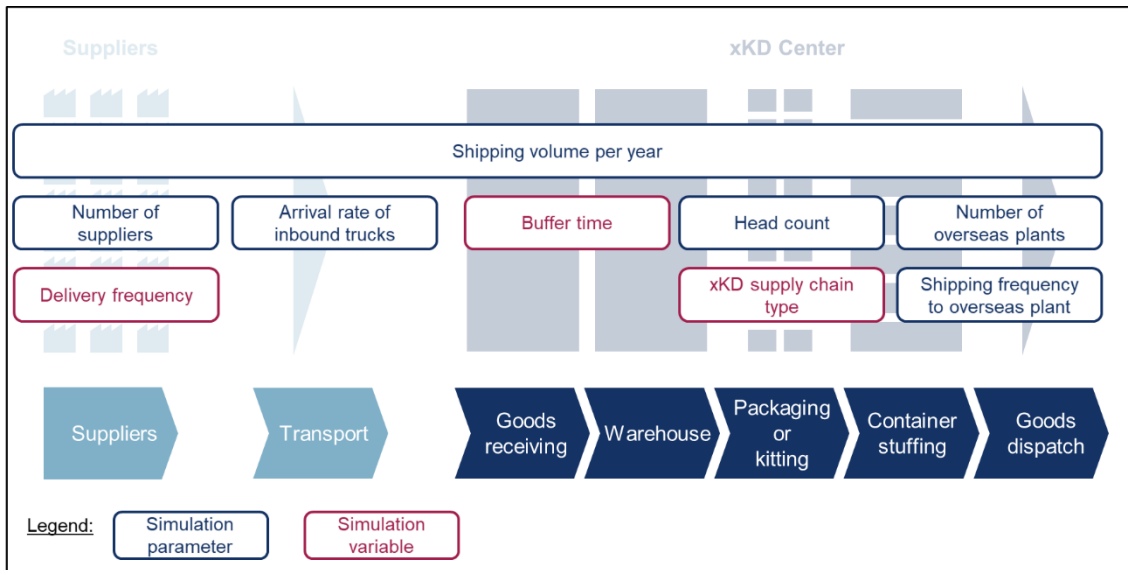 Suppliers
xKD Center
Shipping volume per year
Number of
suppliers
Arrival rate of
inbound trucks
Buffer time
Head count
Number of
overseas plants
Delivery frequency
xKD supply chain
type
Shipping frequency
to overseas plant
Suppliers
Transport
Goods
receiving
Warehouse
Packaging
or
kitting
Container
stuffing
Goods
dispatch
Legend:
Simulation
parameter
Simulation
variable